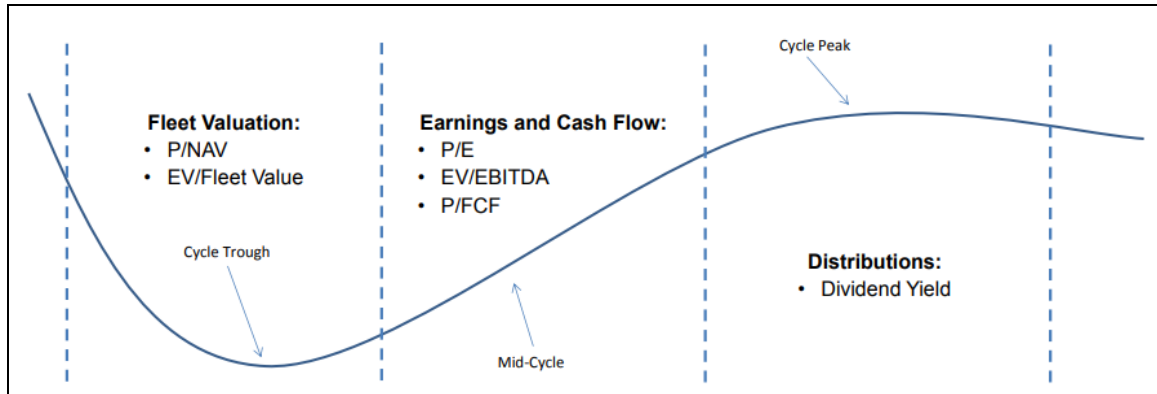 Cycle Peak
Fleet Valuation:
• P/NAV
• EV/Fleet Value
Earnings and Cash Flow:
• P/E
• EV/EBITDA
• P/FCF
Cycle Trough
Mid-Cycle
Distributions:
• Dividend Yield